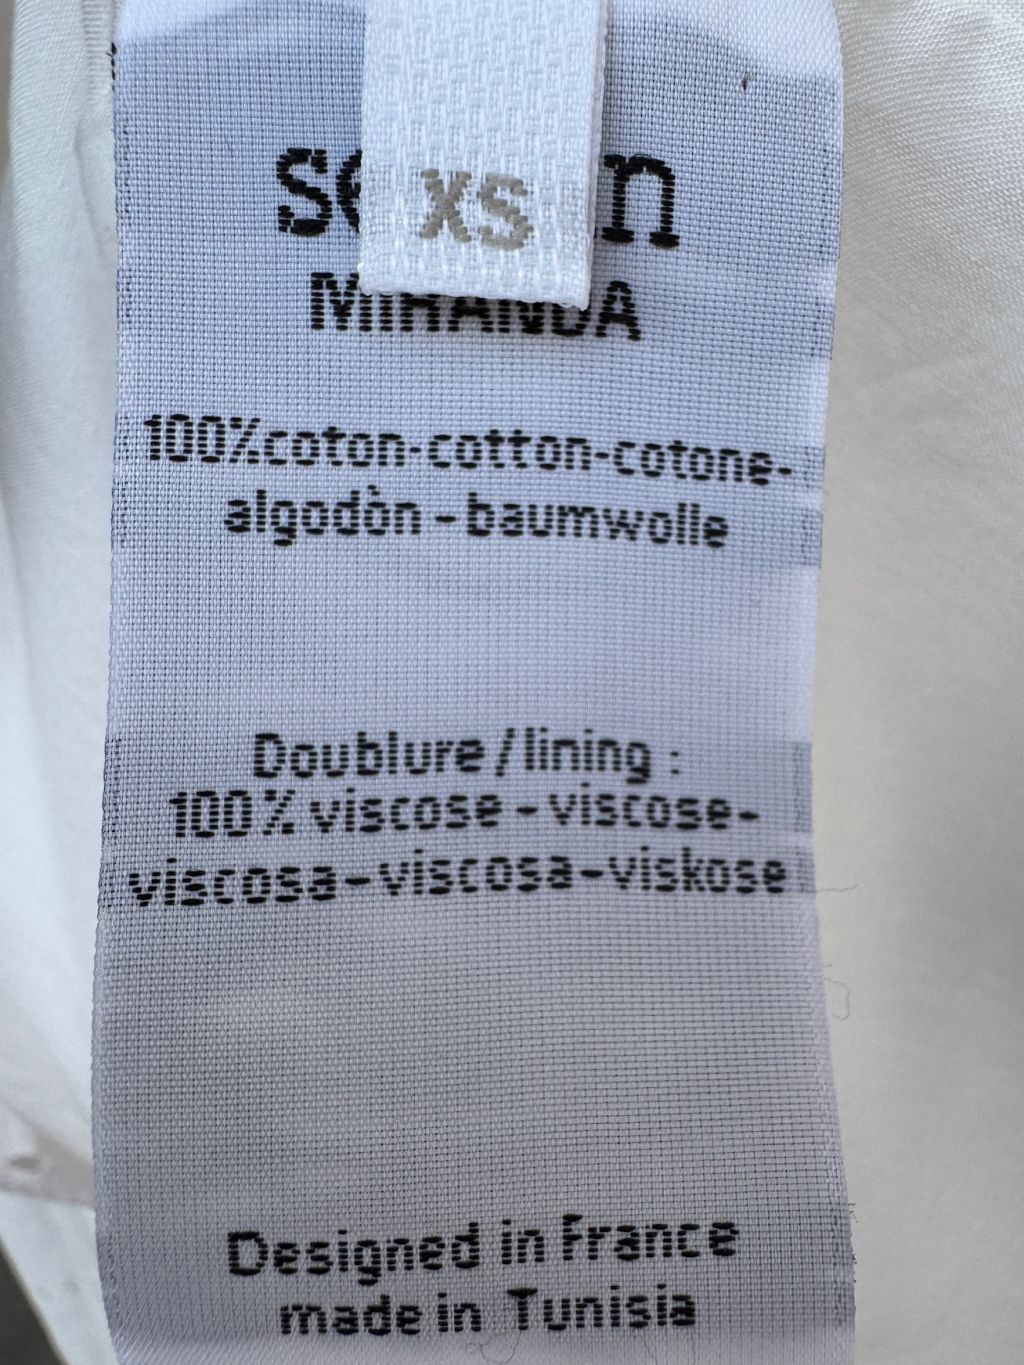 XS
MIRANDA
100%coton-cotton-cotone-
algodòn - baumwolle
Doublure / lining :
100% viscose - viscose-
viscosa-viscosa-viskose
Designed in France
made in Tunisia